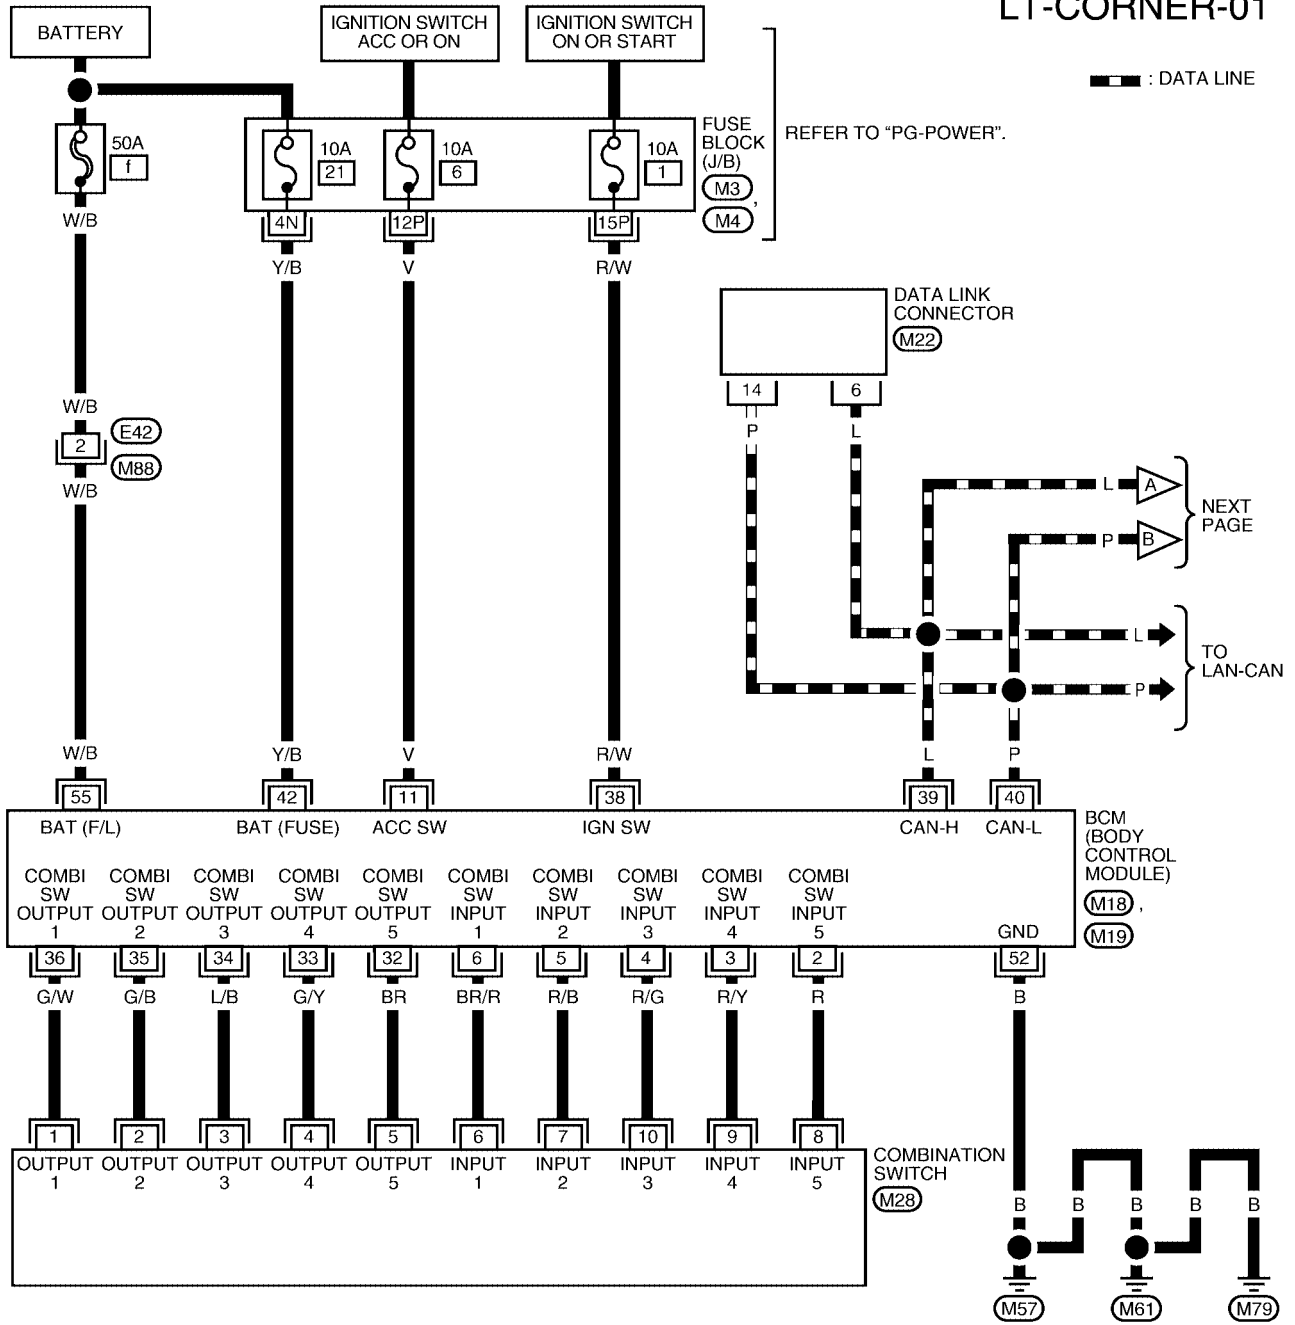 LT-CORNER-01
BATTERY
IGNITION SWITCH
ACC OR ON
IGNITION SWITCH
ON OR START
: DATA LINE
50A
f
10A
21
10A
6
10A
1
FUSE
BLOCK
(J/B)
M3 ,
M4
REFER TO “PG-POWER”.
4N
12P
15P
W/B
Y/B
V
R/W
DATA LINK
CONNECTOR
M22
14
6
P
L
W/B
2
E42
M88
W/B
L
A
P
B
NEXT
PAGE
L
P
TO
LAN-CAN
W/B
Y/B
V
R/W
L
P
55
42
11
38
39
40
BAT (F/L)
BAT (FUSE)
ACC SW
IGN SW
CAN-H
CAN-L
BCM
(BODY
CONTROL
MODULE)
M18 ,
M19
COMBI
SW
OUTPUT
1
COMBI
SW
OUTPUT
2
COMBI
SW
OUTPUT
3
COMBI
SW
OUTPUT
4
COMBI
SW
OUTPUT
5
COMBI
SW
INPUT
1
COMBI
SW
INPUT
2
COMBI
SW
INPUT
3
COMBI
SW
INPUT
4
COMBI
SW
INPUT
5
GND
36
35
34
33
32
6
5
4
3
2
52
G/W
G/B
L/B
G/Y
BR
BR/R
R/B
R/G
R/Y
R
B
1
2
3
4
5
6
7
10
9
8
OUTPUT
1
OUTPUT
2
OUTPUT
3
OUTPUT
4
OUTPUT
5
INPUT
1
INPUT
2
INPUT
3
INPUT
4
INPUT
5
COMBINATION
SWITCH
M28
B
B
B
B
B
M57
M61
M79